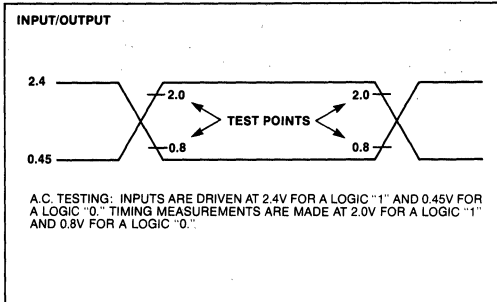 INPUT/OUTPUT
2.4
2.0
2.0
TEST POINTS
0.8
0.8
0.45
A.C. TESTING: INPUTS ARE DRIVEN AT 2.4V FOR A LOGIC "1" AND 0.45V FOR
A LOGIC "0." TIMING MEASUREMENTS ARE MADE AT 2.0V FOR A LOGIC "1"
AND 0.8V FOR A LOGIC "0."